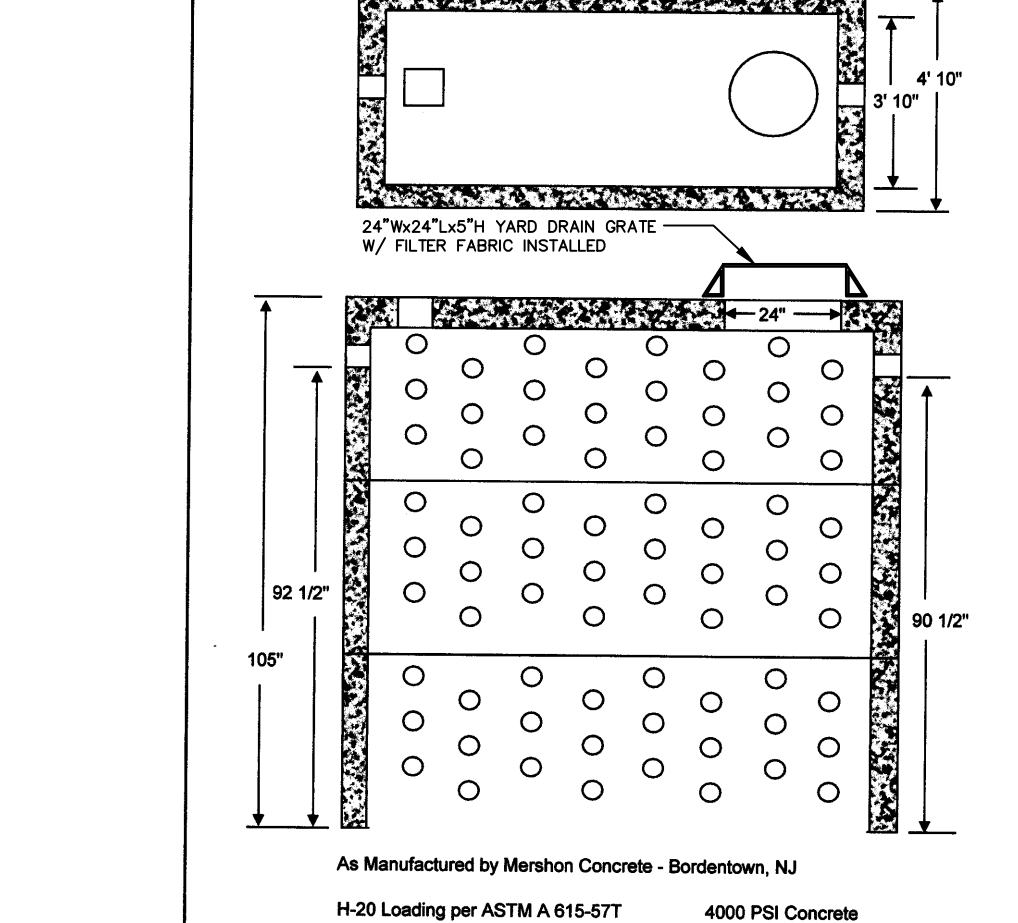 4' 10"
3' 10"
24"Wx24"Lx5"H YARD DRAIN GRATE
W/ FILTER FABRIC INSTALLED
24"
92 1/2"
90 1/2"
105"
As Manufactured by Mershon Concrete - Bordentown, NJ
H-20 Loading per ASTM A 615-57T 4000 PSI Concrete